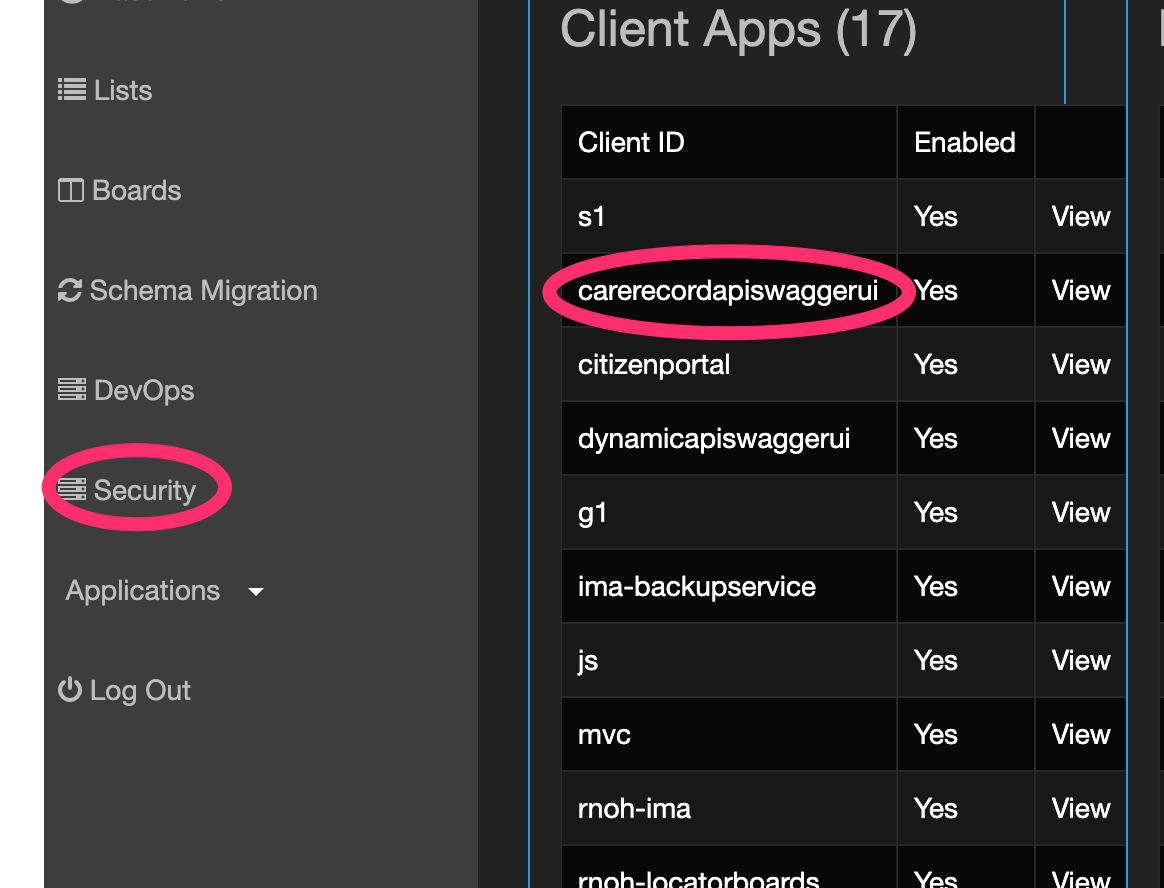 Lists
Boards
Schema Migration
DevOps
Security
Applications
Log Out
Client Apps (17)
Client ID Enabled
s1 Yes View
carerecordapiswaggerui Yes View
citizenportal Yes View
dynamicapiswaggerui Yes View
g1 Yes View
ima-backupservice Yes View
js Yes View
mvc Yes View
rnoh-ima Yes View
rnoh-locatorboards Yes View